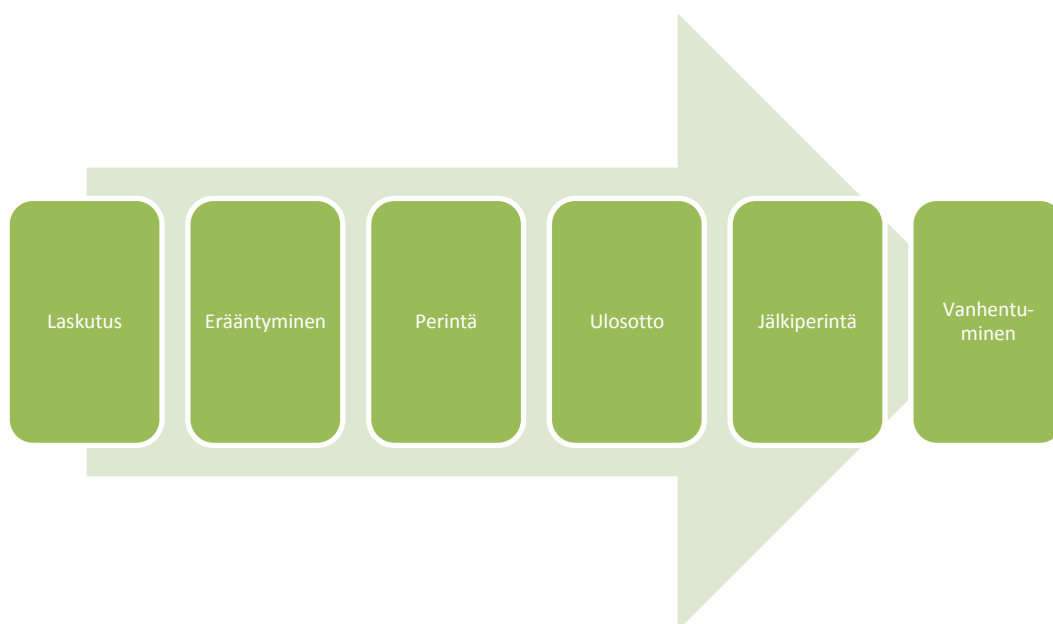 Laskutus
Erääntyminen
Perintä
Ulosotto
Jälkiperintä
Vanhentu-
minen